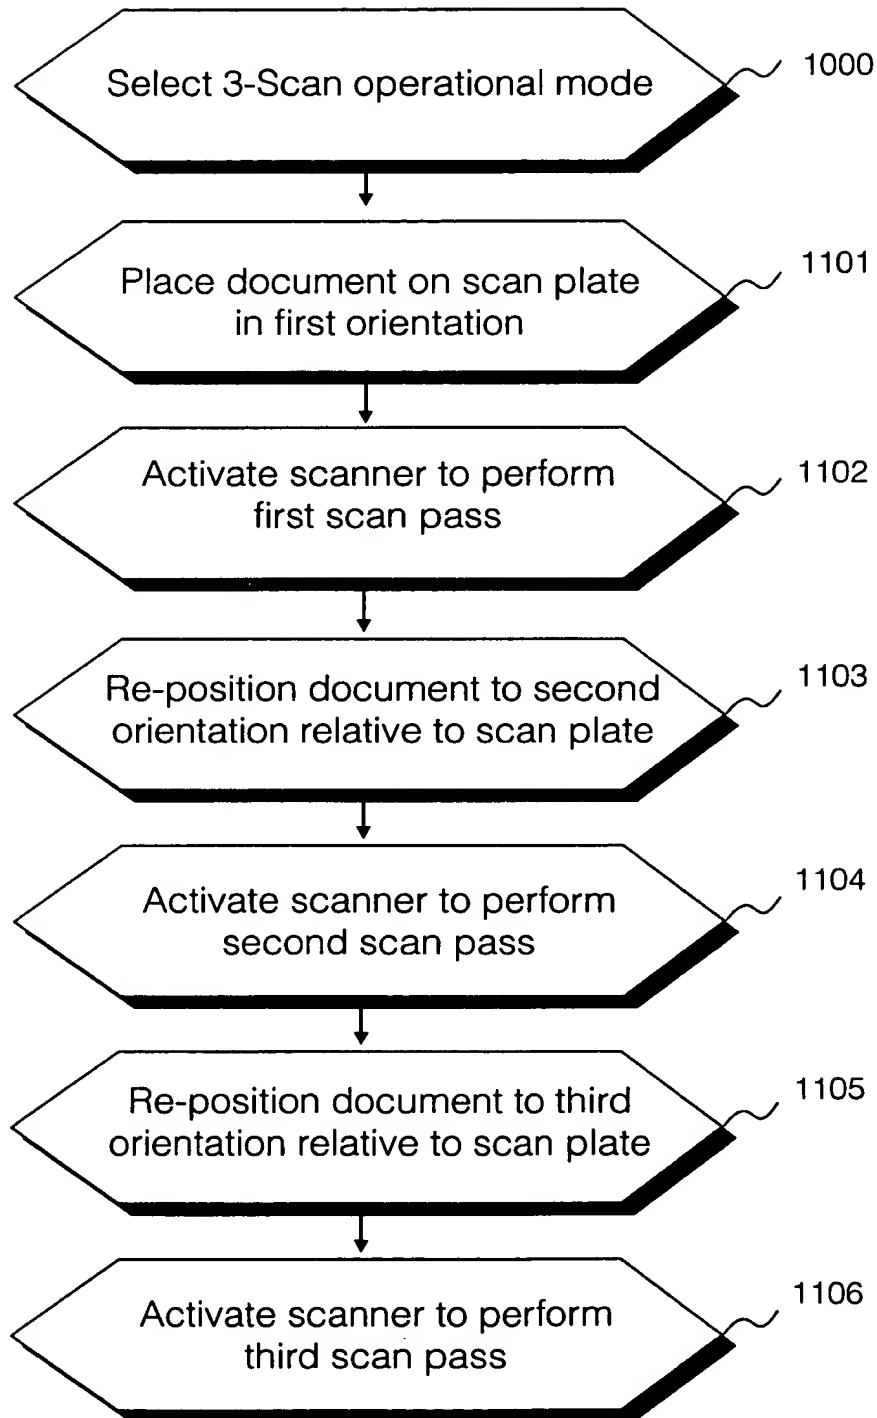 Select 3-Scan operational mode
1000
Place document on scan plate
in first orientation
1101
Activate scanner to perform
first scan pass
1102
Re-position document to second
orientation relative to scan plate
1103
Activate scanner to perform
second scan pass
1104
Re-position document to third
orientation relative to scan plate
1105
Activate scanner to perform
third scan pass
1106